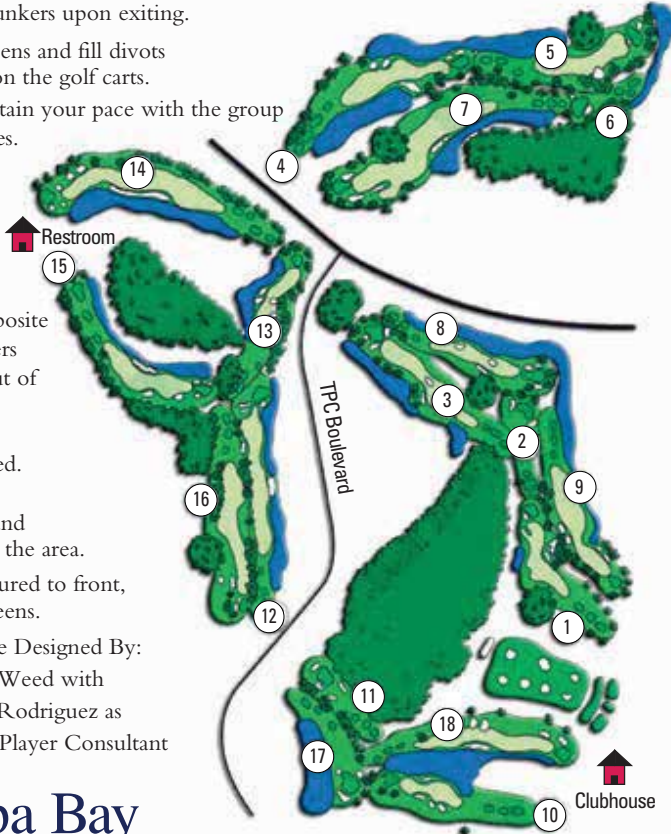 unkers upon exiting.
ens and fill divots
on the golf carts.
tain your pace with the group
es.
posite
ers
ut of
ed.
nd
the area.
ured to front,
eens.
e Designed By:
Weed with
Rodriguez as
Player Consultant
pa Bay
5
7
6
4
14
Restroom
15
13
8
3
2
TPC Boulevard
9
16
12
1
11
18
17
Clubhouse
10